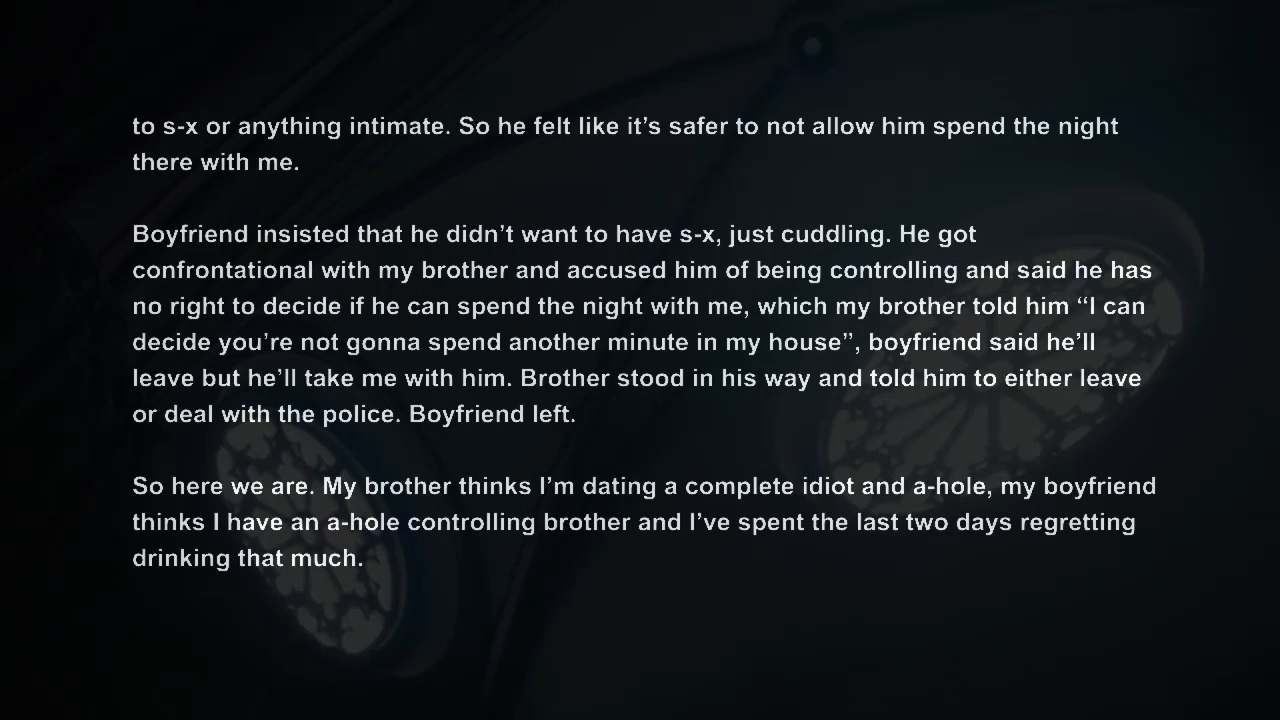 to s-x or anything intimate. So he felt like it’s safer to not allow him spend the night
there with me.
Boyfriend insisted that he didn’t want to have s-x, just cuddling. He got
confrontational with my brother and accused him of being controlling and said he has
no right to decide if he can spend the night with me, which my brother told him “I can
decide you’re not gonna spend another minute in my house”, boyfriend said he’ll
leave but he’ll take me with him. Brother stood in his way and told him to either leave
or deal with the police. Boyfriend left.
So here we are. My brother thinks I’m dating a complete idiot and a-hole, my boyfriend
thinks I have an a-hole controlling brother and I’ve spent the last two days regretting
drinking that much.